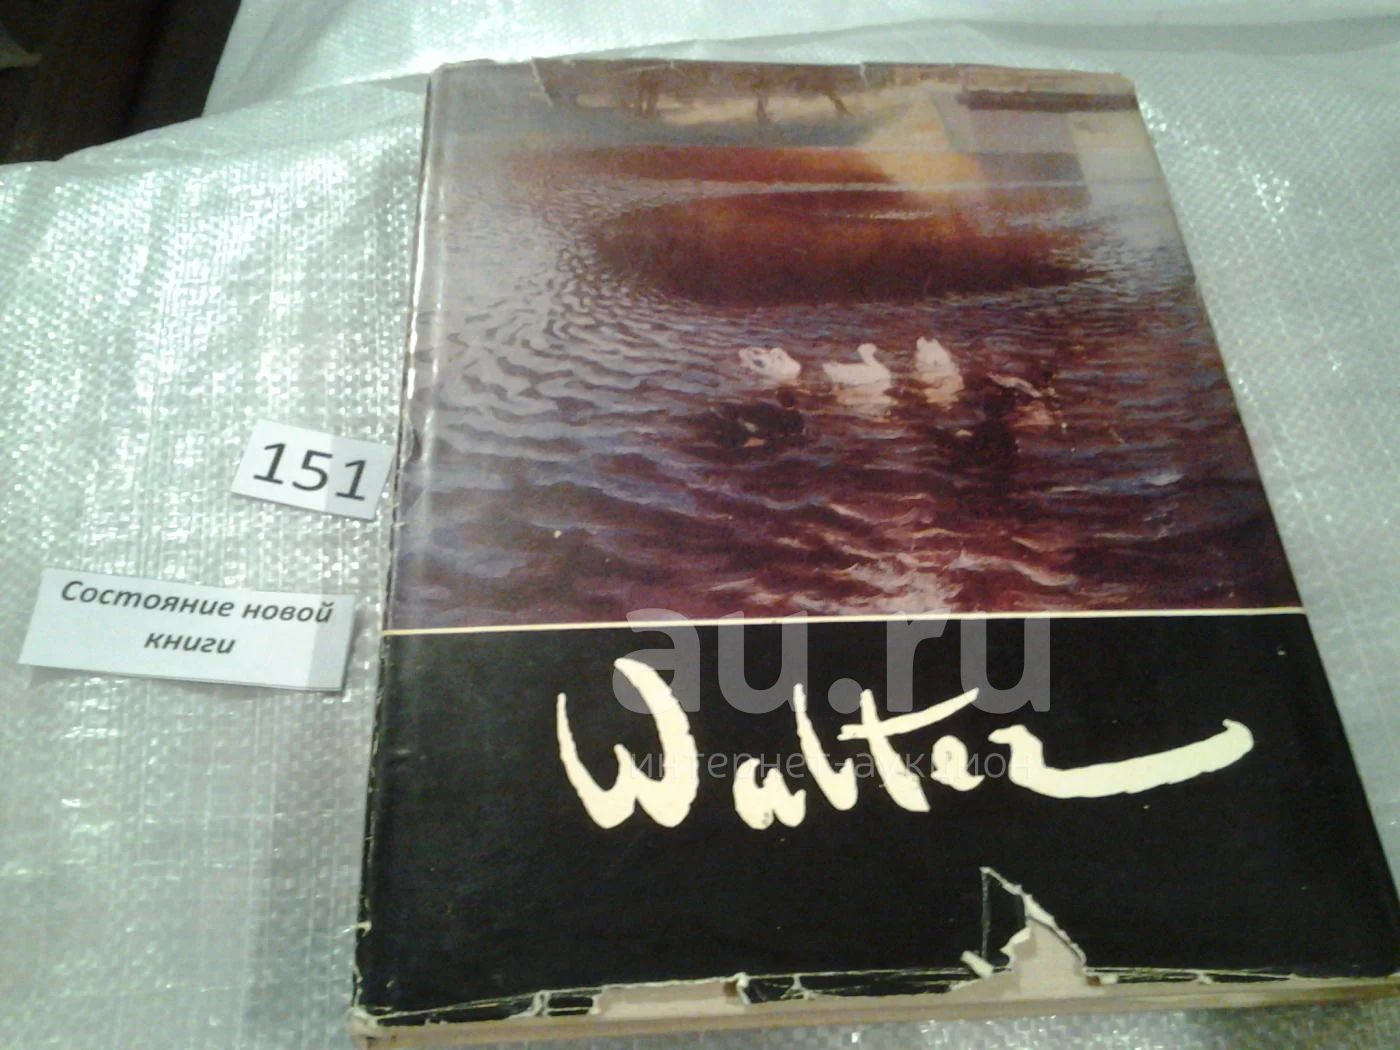 151
Состояние новой
книги
au.ru
интернет-аукцион
Walter